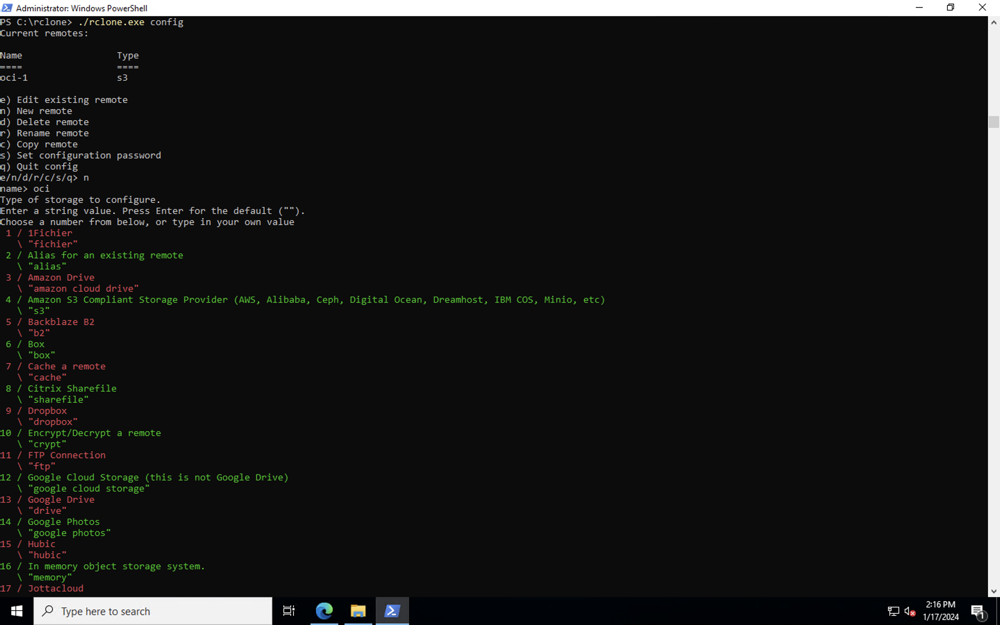 Administrator: Windows PowerShell
PS C:\rclone> ./rclone.exe config
Current remotes:
Name                 Type
====                 ====
oci-1                s3
e) Edit existing remote
n) New remote
d) Delete remote
r) Rename remote
c) Copy remote
s) Set configuration password
q) Quit config
e/n/d/r/c/s/q> n
name> oci
Type of storage to configure.
Enter a string value. Press Enter for the default ("").
Choose a number from below, or type in your own value
 1 / 1Fichier
   \ "fichier"
 2 / Alias for an existing remote
   \ "alias"
 3 / Amazon Drive
   \ "amazon cloud drive"
 4 / Amazon S3 Compliant Storage Provider (AWS, Alibaba, Ceph, Digital Ocean, Dreamhost, IBM COS, Minio, etc)
   \ "s3"
 5 / Backblaze B2
   \ "b2"
 6 / Box
   \ "box"
 7 / Cache a remote
   \ "cache"
 8 / Citrix Sharefile
   \ "sharefile"
 9 / Dropbox
   \ "dropbox"
10 / Encrypt/Decrypt a remote
   \ "crypt"
11 / FTP Connection
   \ "ftp"
12 / Google Cloud Storage (this is not Google Drive)
   \ "google cloud storage"
13 / Google Drive
   \ "drive"
14 / Google Photos
   \ "google photos"
15 / Hubic
   \ "hubic"
16 / In memory object storage system.
   \ "memory"
17 / Jottacloud
Type here to search
2:16 PM
1/17/2024
1